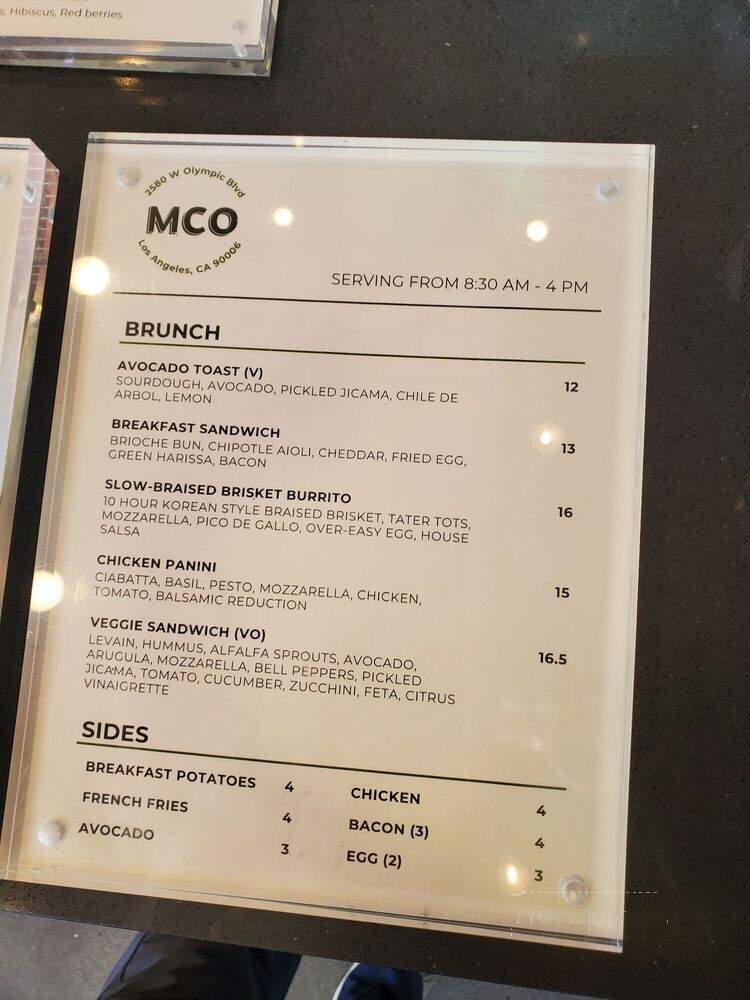 s, Hibiscus, Red berries
2580 W Olympic Blvd
MCO
Los Angeles, CA 90006
SERVING FROM 8:30 AM - 4 PM
BRUNCH
AVOCADO TOAST (V) 12
SOURDOUGH, AVOCADO, PICKLED JICAMA, CHILE DE
ARBOL, LEMON
BREAKFAST SANDWICH 13
BRIOCHE BUN, CHIPOTLE AIOLI, CHEDDAR, FRIED EGG,
GREEN HARISSA, BACON
SLOW-BRAISED BRISKET BURRITO 16
10 HOUR KOREAN STYLE BRAISED BRISKET, TATER TOTS,
MOZZARELLA, PICO DE GALLO, OVER-EASY EGG, HOUSE
SALSA
CHICKEN PANINI 15
CIABATTA, BASIL, PESTO, MOZZARELLA, CHICKEN,
TOMATO, BALSAMIC REDUCTION
VEGGIE SANDWICH (VO) 16.5
LEVAIN, HUMMUS, ALFALFA SPROUTS, AVOCADO,
ARUGULA, MOZZARELLA, BELL PEPPERS, PICKLED
JICAMA, TOMATO, CUCUMBER, ZUCCHINI, FETA, CITRUS
VINAIGRETTE
SIDES
BREAKFAST POTATOES 4
FRENCH FRIES 4
AVOCADO 3
CHICKEN 4
BACON (3) 4
EGG (2) 3